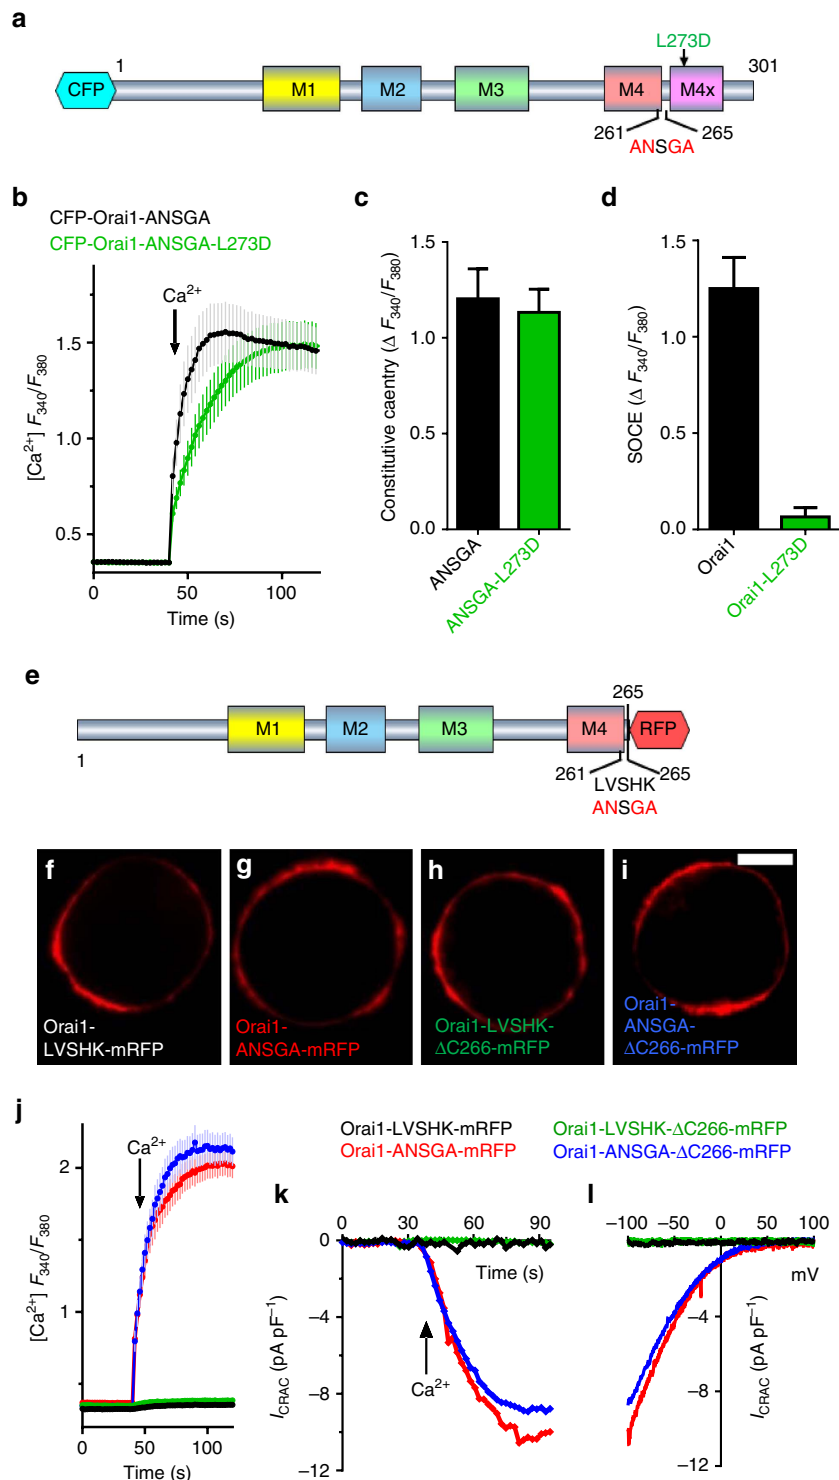 a
L273D
1
301
CFP
M1
M2
M3
M4
M4x
261
265
ANSGA
b
CFP-Orai1-ANSGA
CFP-Orai1-ANSGA-L273D
Ca²⁺
1.5
1.0
0.5
[Ca²⁺] F₃₄₀/F₃₈₀
0
50
100
Time (s)
c
1.5
1.0
0.5
0.0
Constitutive caentry (Δ F₃₄₀/F₃₈₀)
ANSGA
ANSGA-L273D
d
1.5
1.0
0.5
0.0
SOCE (Δ F₃₄₀/F₃₈₀)
Orai1
Orai1-L273D
e
265
M1
M2
M3
M4
RFP
1
261
265
LVSHK
ANSGA
f
Orai1-
LVSHK-mRFP
g
Orai1-
ANSGA-mRFP
h
Orai1-LVSHK-
ΔC266-mRFP
i
Orai1-
ANSGA-
ΔC266-mRFP
j
Ca²⁺
2
1
[Ca²⁺] F₃₄₀/F₃₈₀
0
50
100
Time (s)
Orai1-LVSHK-mRFP
Orai1-LVSHK-ΔC266-mRFP
Orai1-ANSGA-mRFP
Orai1-ANSGA-ΔC266-mRFP
k
0
30
60
90
Time (s)
0
−4
−8
−12
I_CRAC (pA pF⁻¹)
Ca²⁺
l
−100
−50
0
50
100
mV
−4
−8
−12
I_CRAC (pA pF⁻¹)